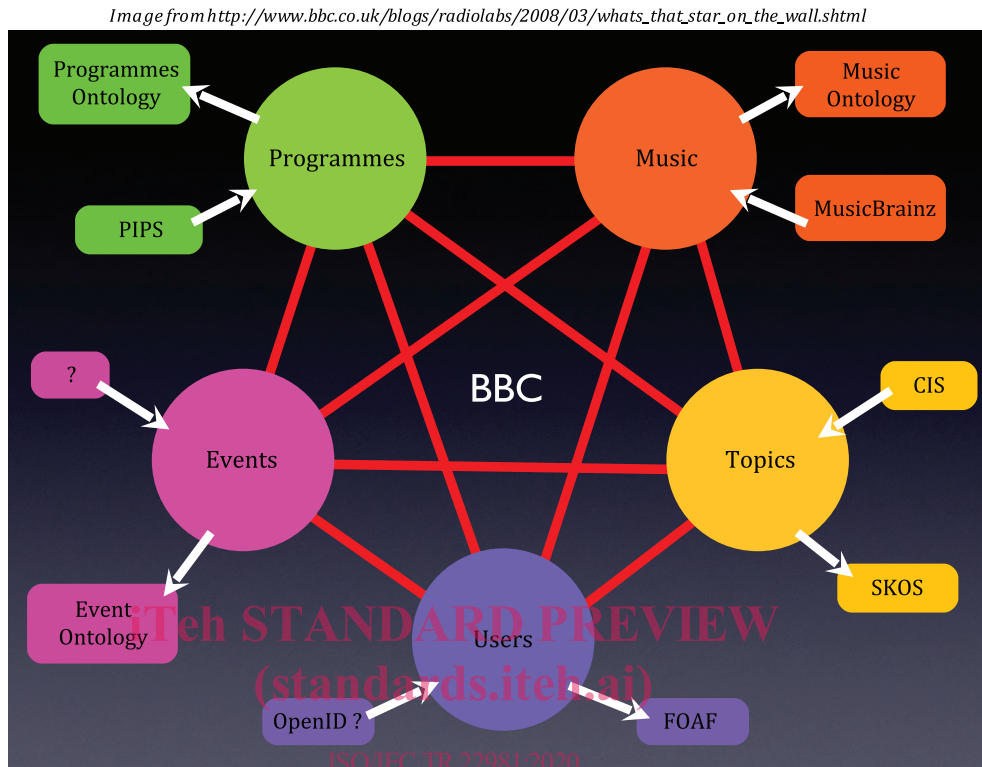 Image from http://www.bbc.co.uk/blogs/radiolabs/2008/03/whats_that_star_on_the_wall.shtml
Programmes
Ontology
Programmes
Music
Music
Ontology
PIPS
MusicBrainz
?
BBC
CIS
Events
Topics
Event
Ontology
SKOS
iTeh STANDARD PREVIEW
Users
(standards.iteh.ai)
OpenID ?
FOAF
ISO/IEC TR 22981:2020